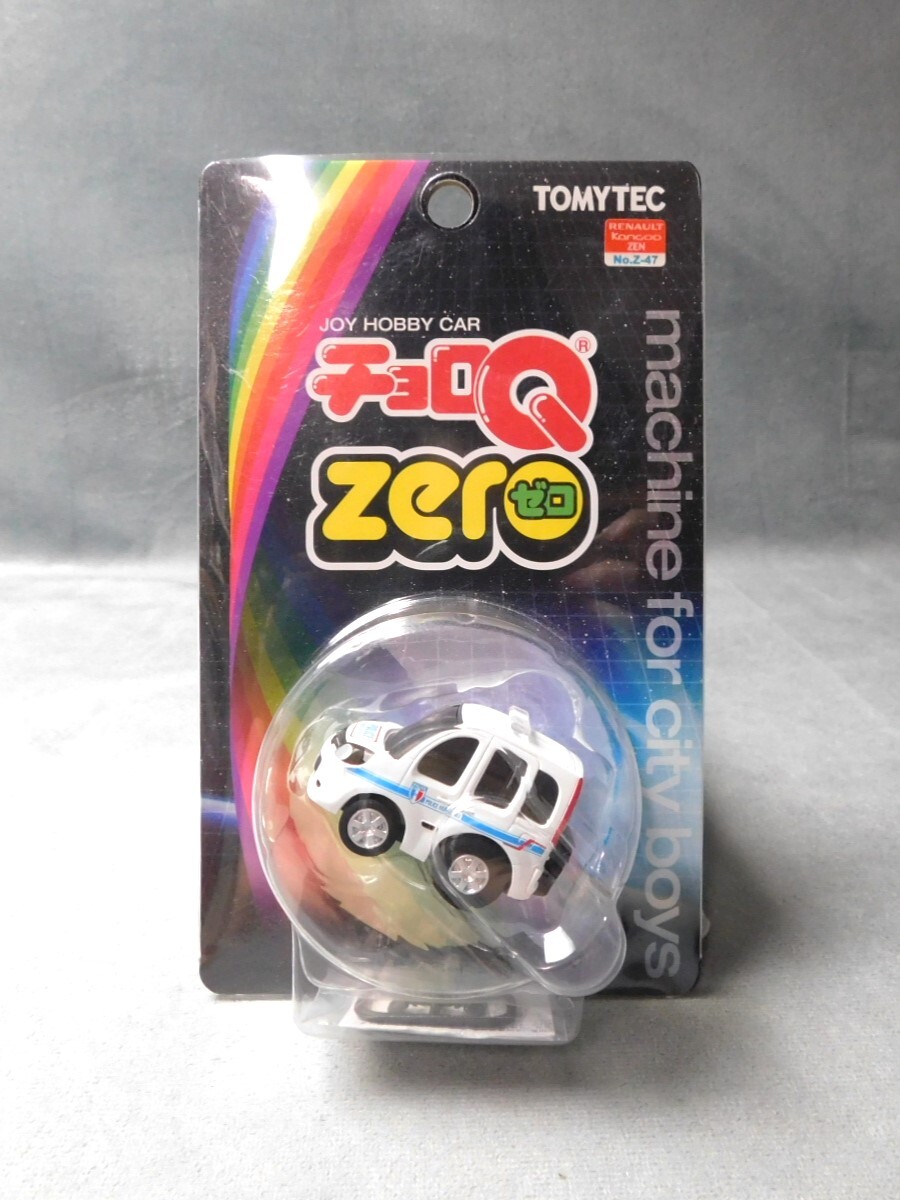 TOMYTEC
RENAULT
Kangoo
ZEN
No.Z-47
JOY HOBBY CAR
チョロQ®
zero
ゼロ
machine for city boys